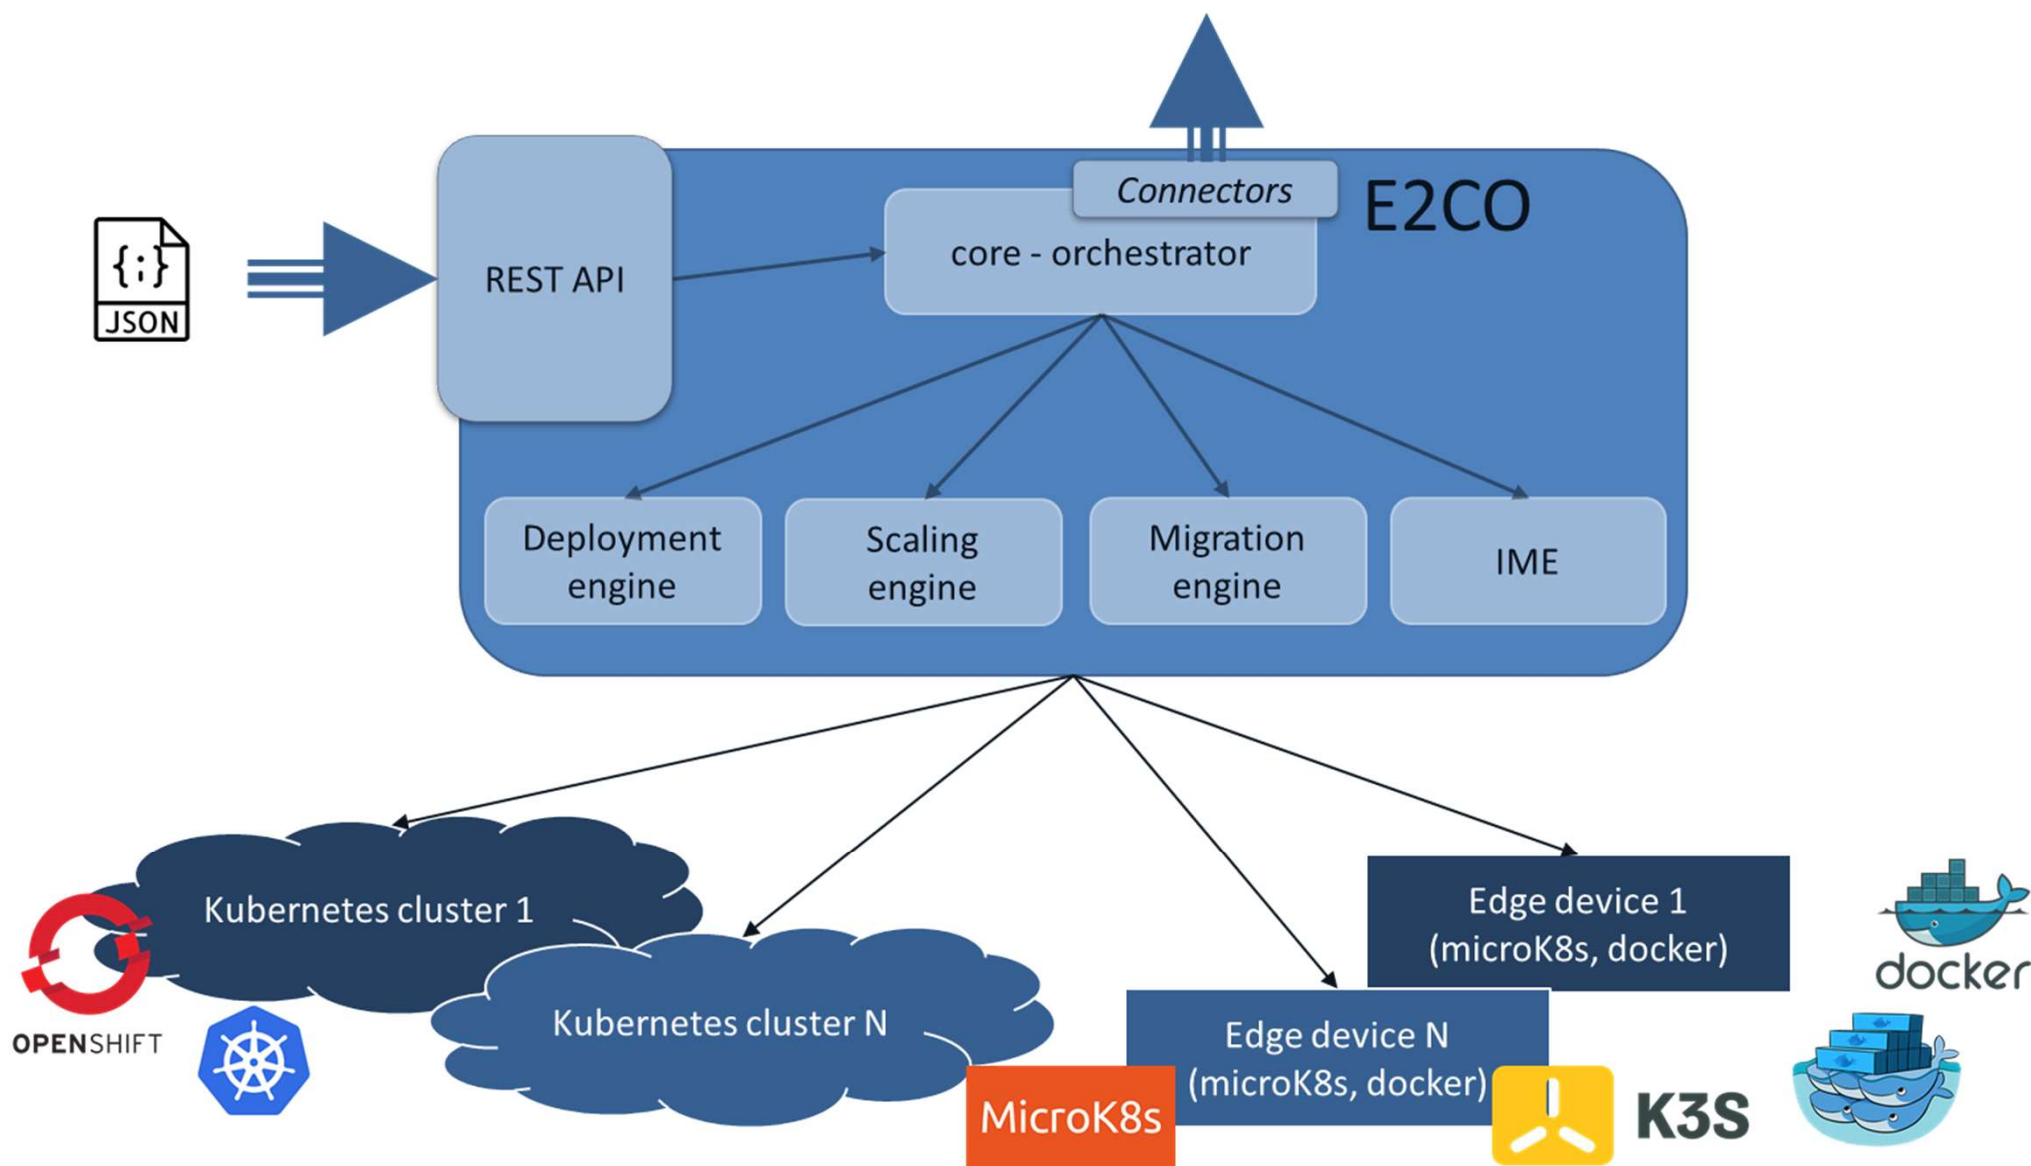 Connectors
E2CO
core - orchestrator
REST API
{;}
JSON
Deployment
engine
Scaling
engine
Migration
engine
IME
Kubernetes cluster 1
Edge device 1
(microK8s, docker)
docker
OPENSHIFT
Kubernetes cluster N
Edge device N
(microK8s, docker)
MicroK8s
K3S